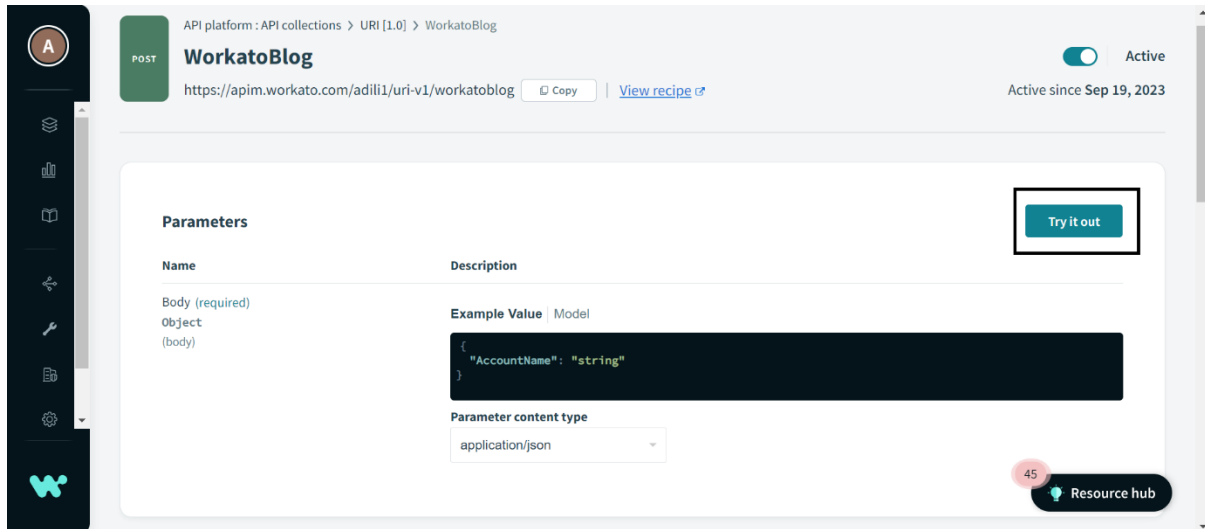 API platform : API collections > URI [1.0] > WorkatoBlog
A
POST
WorkatoBlog
Active
https://apim.workato.com/adili1/uri-v1/workatoblog
Copy
View recipe
Active since Sep 19, 2023
Parameters
Try it out
Name
Description
Body (required)
Object
(body)
Example Value
Model
{
"AccountName": "string"
}
Parameter content type
application/json
45
Resource hub